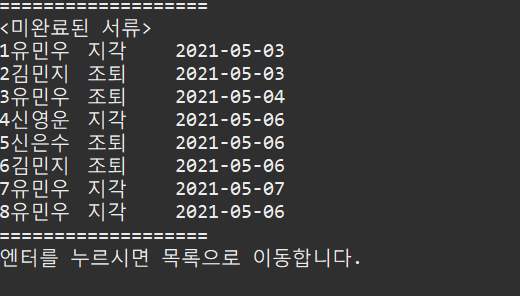 ===================
<미완료된 서류>
1유민우 지각    2021-05-03
2김민지 조퇴    2021-05-03
3유민우 조퇴    2021-05-04
4신영운 지각    2021-05-06
5신은수 조퇴    2021-05-06
6김민지 조퇴    2021-05-06
7유민우 지각    2021-05-07
8유민우 지각    2021-05-06
===================
엔터를 누르시면 목록으로 이동합니다.